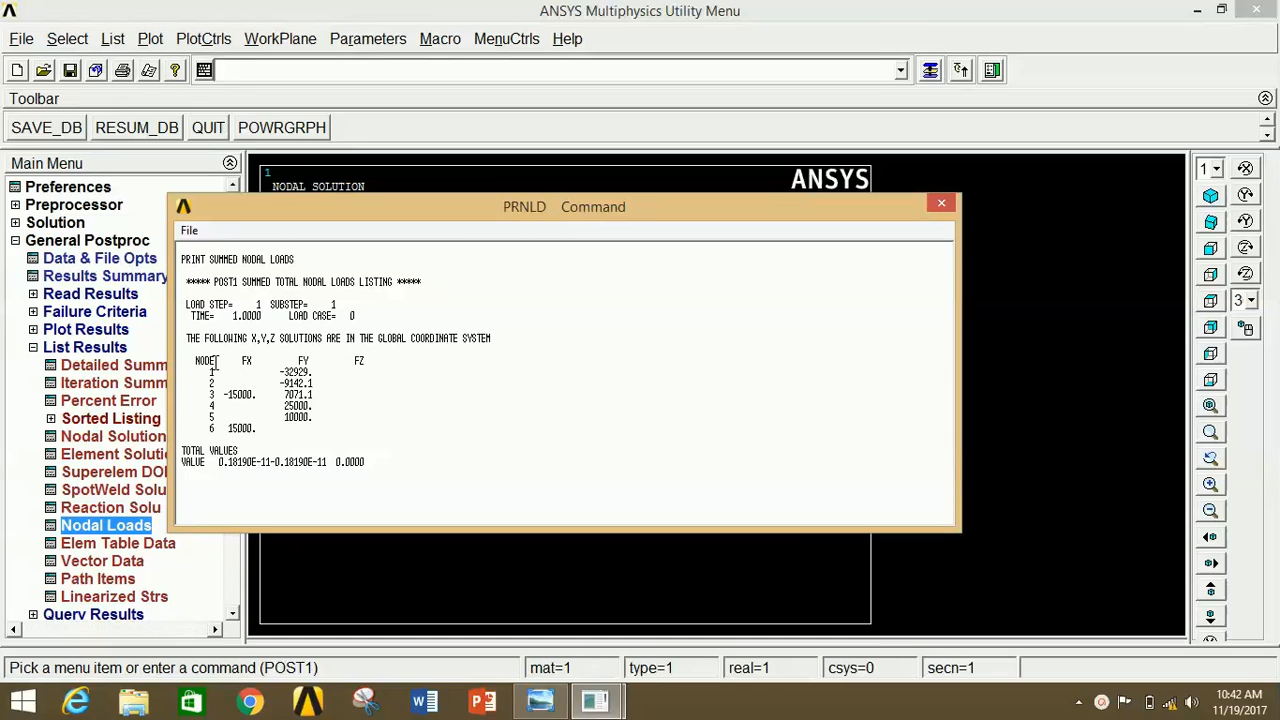 ANSYS Multiphysics Utility Menu
File Select List Plot PlotCtrls WorkPlane Parameters Macro MenuCtrls Help
Toolbar
SAVE_DB RESUM_DB QUIT POWRGRPH
Main Menu
Preferences
Preprocessor
Solution
General Postproc
Data & File Opts
Results Summary
Read Results
Failure Criteria
Plot Results
List Results
Detailed Summ
Iteration Summ
Percent Error
Sorted Listing
Nodal Solution
Element Solutio
Superelem DO
SpotWeld Solu
Reaction Solu
Nodal Loads
Elem Table Data
Vector Data
Path Items
Linearized Strs
Query Results
1
NODAL SOLUTION
ANSYS
PRNLD Command
File
PRINT SUMMED NODAL LOADS
***** POST1 SUMMED TOTAL NODAL LOADS LISTING *****
LOAD STEP= 1 SUBSTEP= 1
TIME= 1.0000 LOAD CASE= 0
THE FOLLOWING X,Y,Z SOLUTIONS ARE IN THE GLOBAL COORDINATE SYSTEM
NODE FX FY FZ
1 -32929.
2 -9142.1
3 -15000. 7071.1
4 25000.
5 10000.
6 15000.
TOTAL VALUES
VALUE 0.18190E-11-0.18190E-11 0.0000
1
3
Pick a menu item or enter a command (POST1) mat=1 type=1 real=1 csys=0 secn=1
10:42 AM
11/19/2017